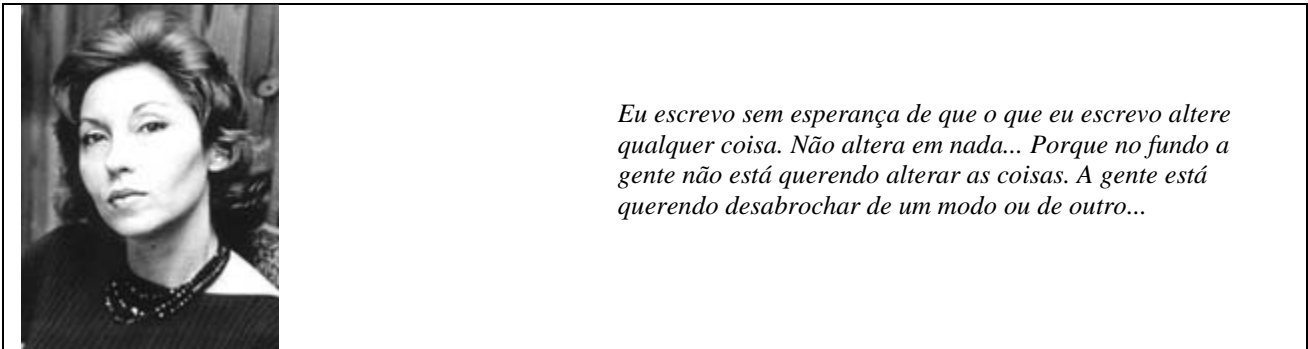 Eu escrevo sem esperança de que o que eu escrevo altere
qualquer coisa. Não altera em nada... Porque no fundo a
gente não está querendo alterar as coisas. A gente está
querendo desabrochar de um modo ou de outro...